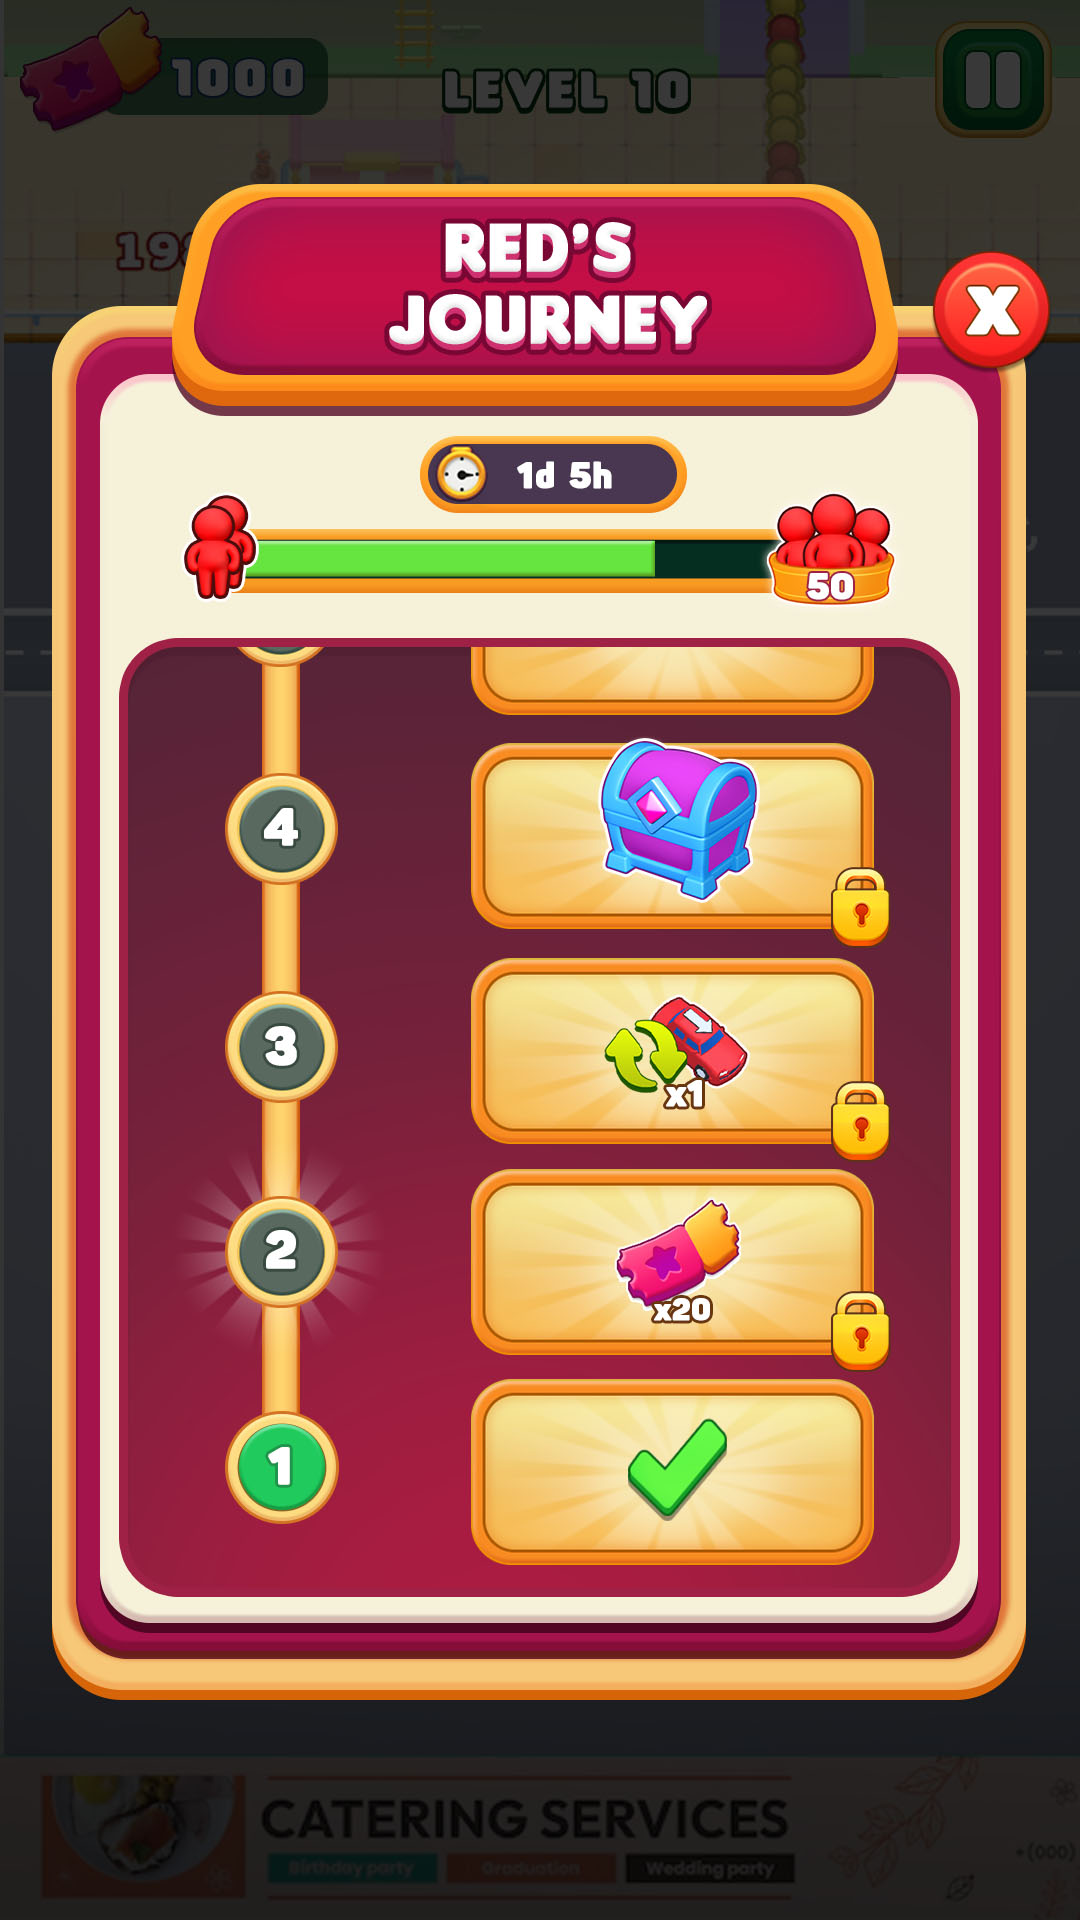 1000
LEVEL 10
RED'S
JOURNEY
X
1d 5h
50
4
3
x1
2
x20
1
CATERING SERVICES
Birthday party
Graduation
Wedding party
+(000)